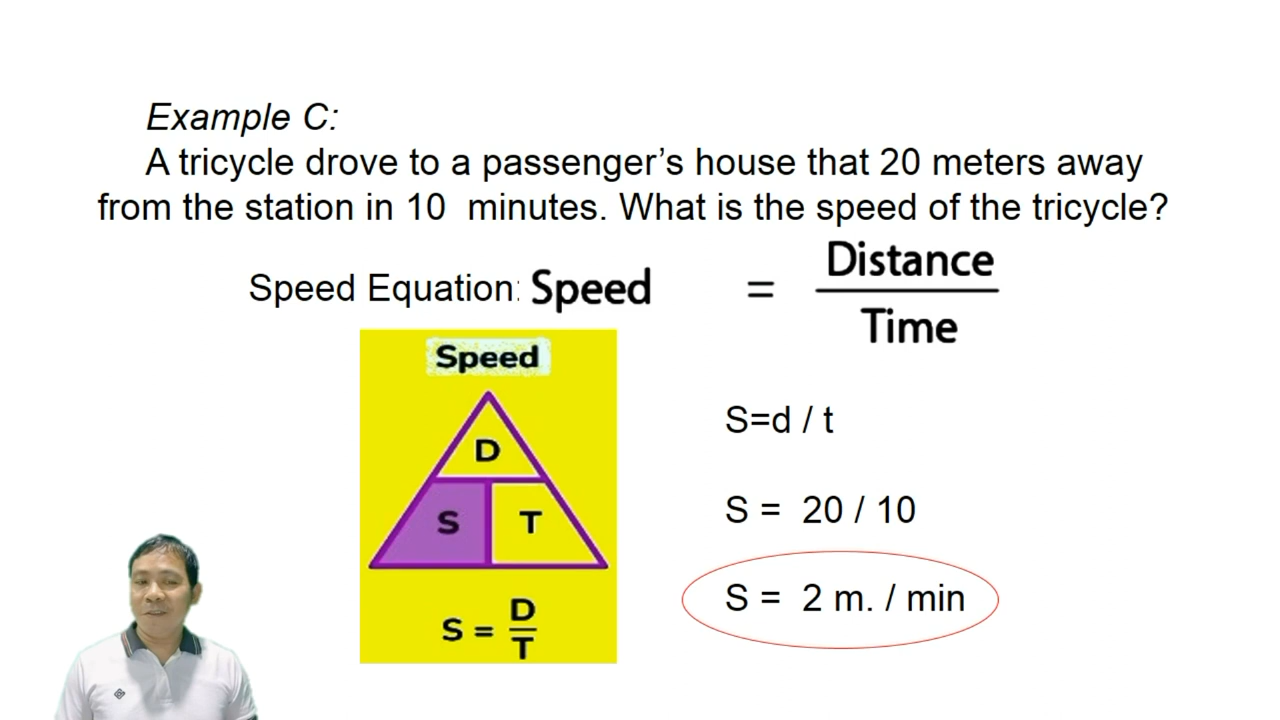 Example C:
A tricycle drove to a passenger’s house that 20 meters away
from the station in 10  minutes. What is the speed of the tricycle?
Speed Equation: Speed = Distance
Time
Speed
D
S T
S = D
T
S=d / t
S =  20 / 10
S =  2 m. / min